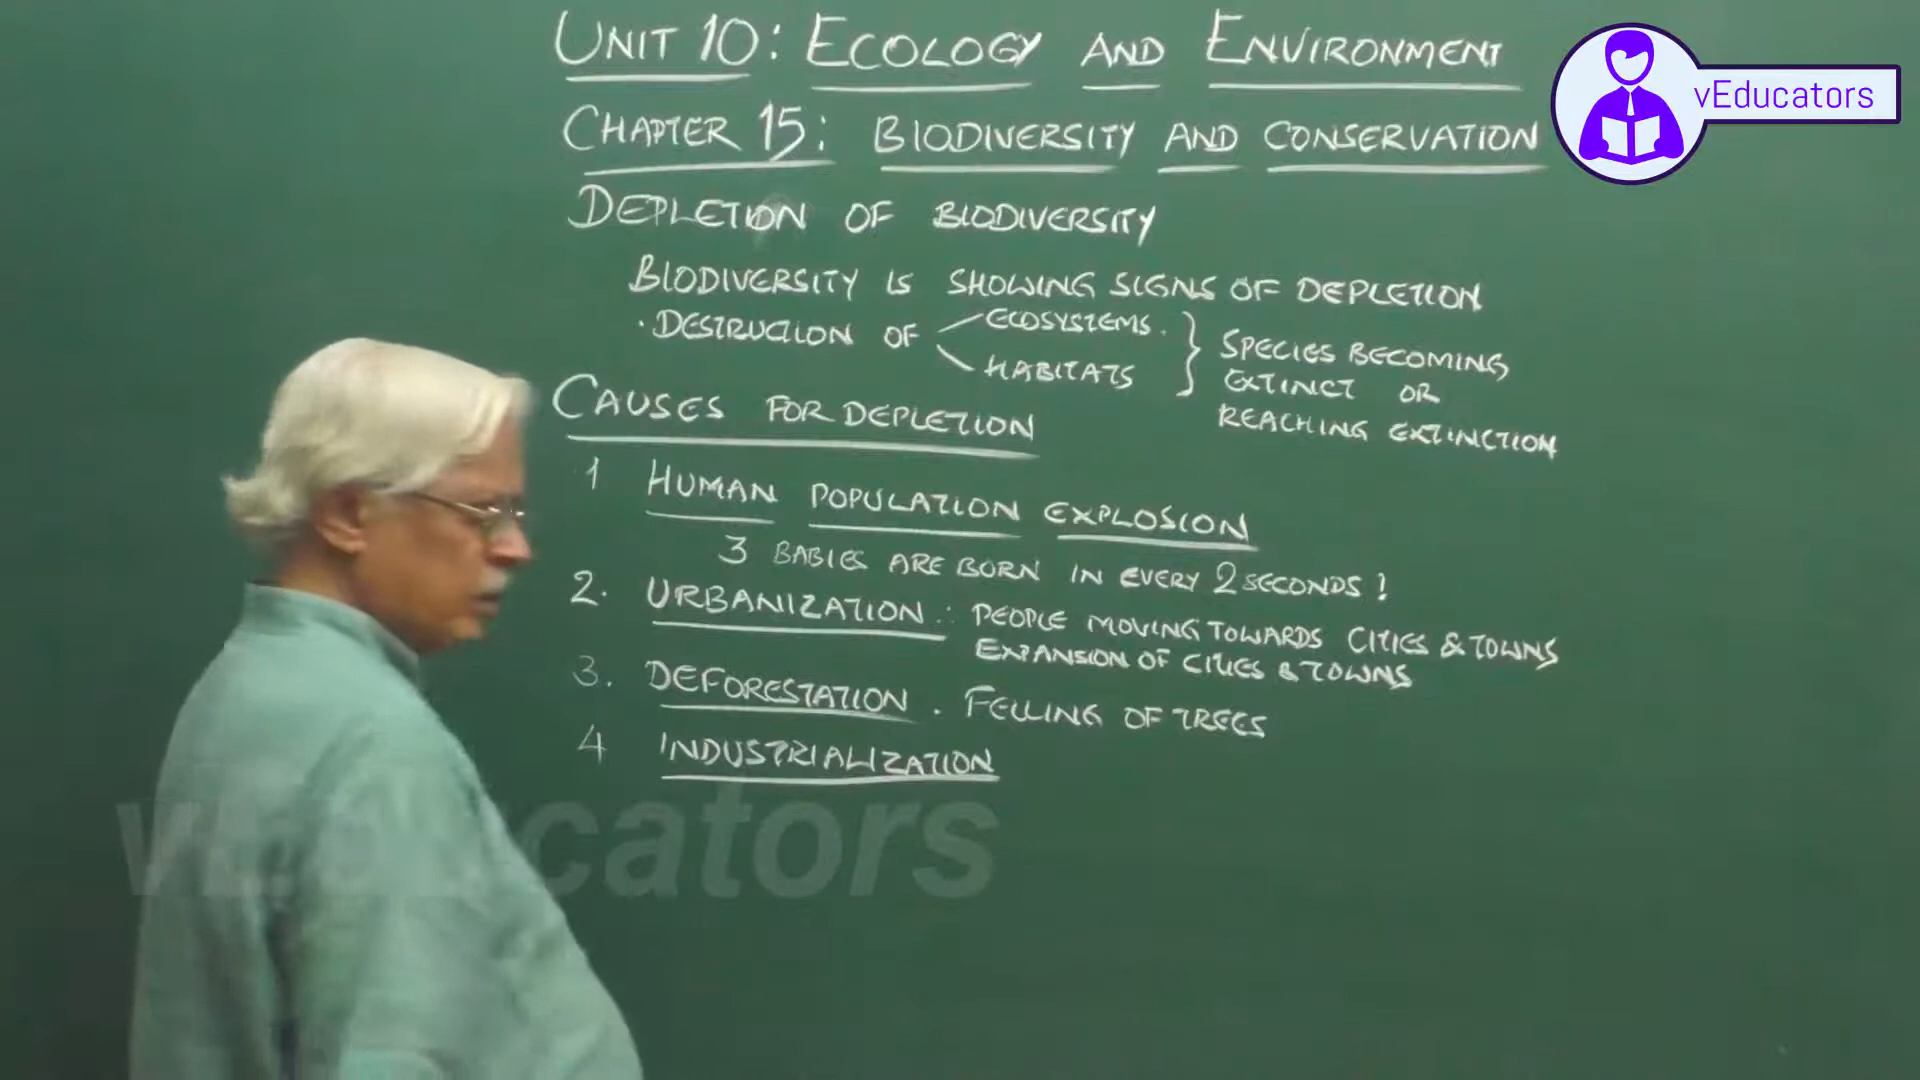 UNIT 10: ECOLOGY AND ENVIRONMENT
vEducators
CHAPTER 15: BIODIVERSITY AND CONSERVATION
DEPLETION OF BIODIVERSITY
BIODIVERSITY IS SHOWING SIGNS OF DEPLETION
· DESTRUCTION OF
ECOSYSTEMS.
HABITATS
SPECIES BECOMING
EXTINCT OR
REACHING EXTINCTION
CAUSES FOR DEPLETION
1 HUMAN POPULATION EXPLOSION
3 BABIES ARE BORN IN EVERY 2 SECONDS!
2. URBANIZATION : PEOPLE MOVING TOWARDS CITIES & TOWNS
EXPANSION OF CITIES & TOWNS
3. DEFORESTATION . FELLING OF TREES
4 INDUSTRIALIZATION
vEducators